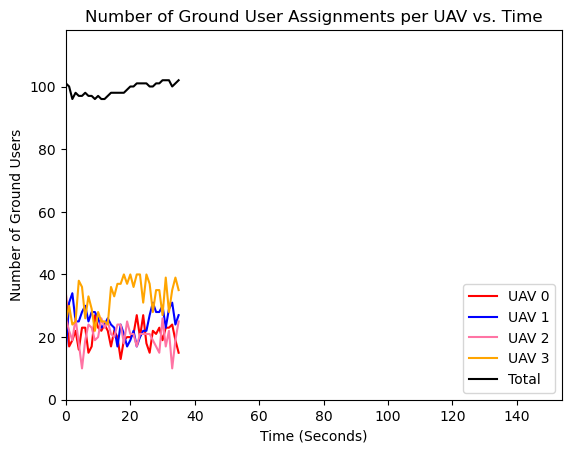 Number of Ground User Assignments per UAV vs. Time
Number of Ground Users
100
80
60
40
20
0
0 20 40 60 80 100 120 140
Time (Seconds)
UAV 0
UAV 1
UAV 2
UAV 3
Total